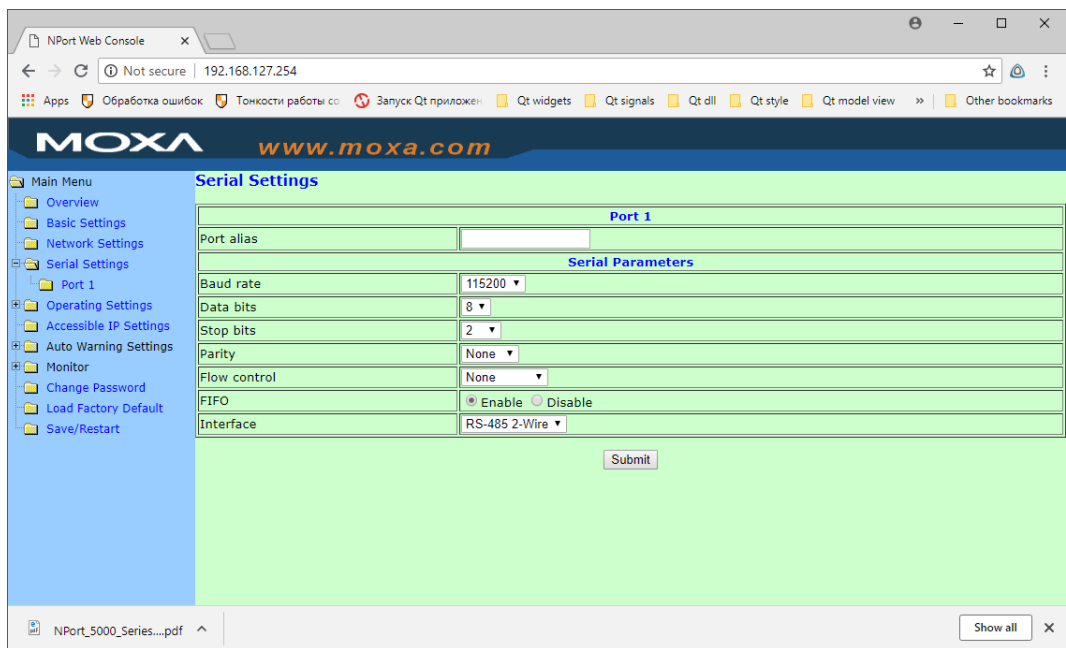 NPort Web Console
Not secure 192.168.127.254
Apps Обработка ошибок Тонкости работы со Запуск Qt приложен Qt widgets Qt signals Qt dll Qt style Qt model view » Other bookmarks
MOXA www.moxa.com
Main Menu
Overview
Basic Settings
Network Settings
Serial Settings
Port 1
Operating Settings
Accessible IP Settings
Auto Warning Settings
Monitor
Change Password
Load Factory Default
Save/Restart
Serial Settings
Port 1
Port alias
Serial Parameters
Baud rate 115200
Data bits 8
Stop bits 2
Parity None
Flow control None
FIFO Enable Disable
Interface RS-485 2-Wire
Submit
NPort_5000_Series....pdf
Show all